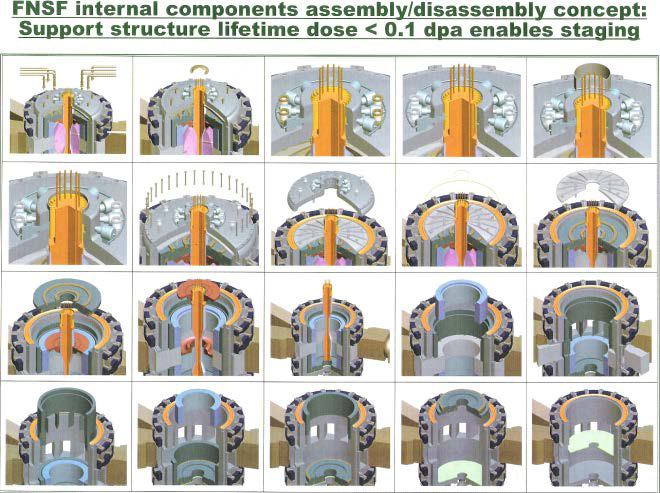 FNSF internal components assembly/disassembly concept:
Support structure lifetime dose < 0.1 dpa enables staging